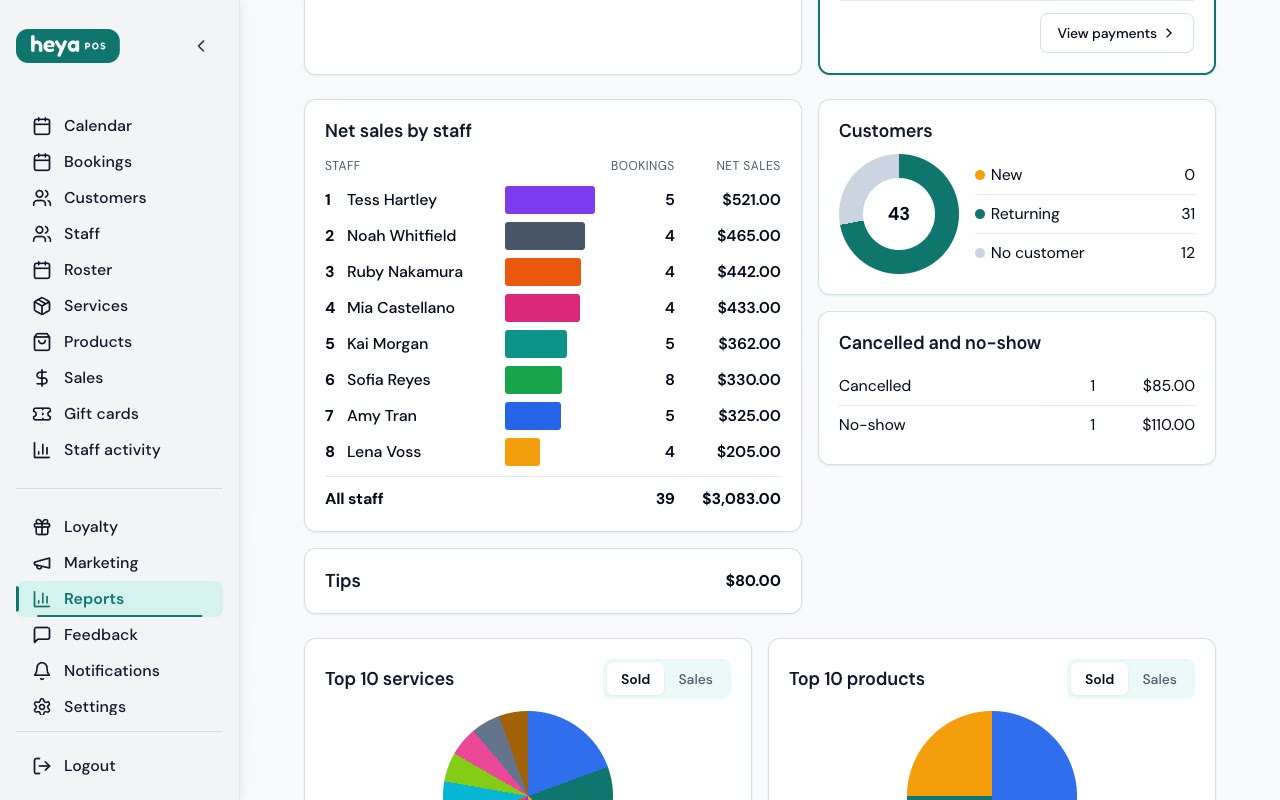 heya POS
Calendar
Bookings
Customers
Staff
Roster
Services
Products
Sales
Gift cards
Staff activity
Loyalty
Marketing
Reports
Feedback
Notifications
Settings
Logout
View payments
Net sales by staff
STAFF BOOKINGS NET SALES
1 Tess Hartley 5 $521.00
2 Noah Whitfield 4 $465.00
3 Ruby Nakamura 4 $442.00
4 Mia Castellano 4 $433.00
5 Kai Morgan 5 $362.00
6 Sofia Reyes 8 $330.00
7 Amy Tran 5 $325.00
8 Lena Voss 4 $205.00
All staff 39 $3,083.00
Customers
43
New 0
Returning 31
No customer 12
Cancelled and no-show
Cancelled 1 $85.00
No-show 1 $110.00
Tips $80.00
Top 10 services Sold Sales
Top 10 products Sold Sales